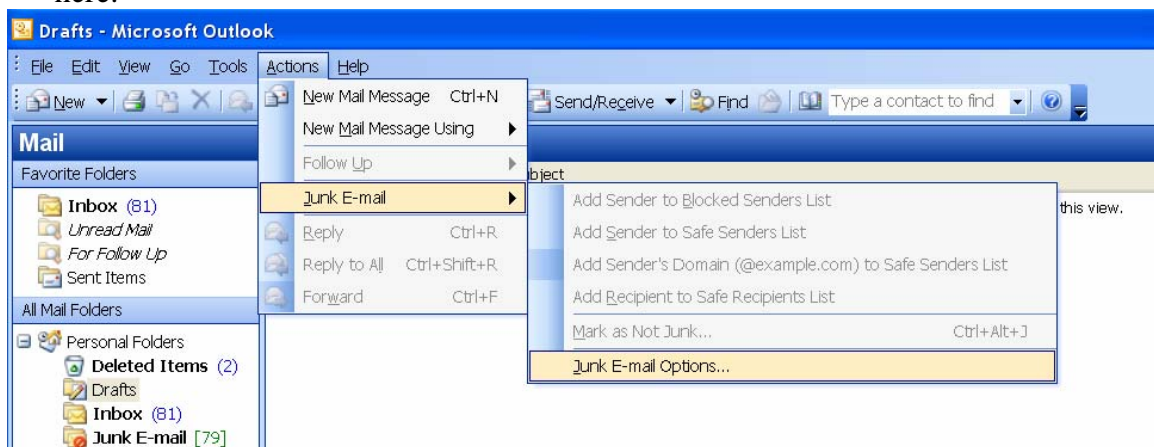 here.
Drafts - Microsoft Outlook
File Edit View Go Tools Actions Help
New Send/Receive Find Type a contact to find
New Mail Message Ctrl+N
New Mail Message Using
Mail
Follow Up
Favorite Folders
Junk E-mail
Inbox (81)
Add Sender to Blocked Senders List
this view.
Unread Mail
Reply Ctrl+R
Add Sender to Safe Senders List
For Follow Up
Reply to All Ctrl+Shift+R
Add Sender's Domain (@example.com) to Safe Senders List
Sent Items
Forward Ctrl+F
Add Recipient to Safe Recipients List
All Mail Folders
Mark as Not Junk... Ctrl+Alt+J
Personal Folders
Junk E-mail Options...
Deleted Items (2)
Drafts
Inbox (81)
Junk E-mail [79]